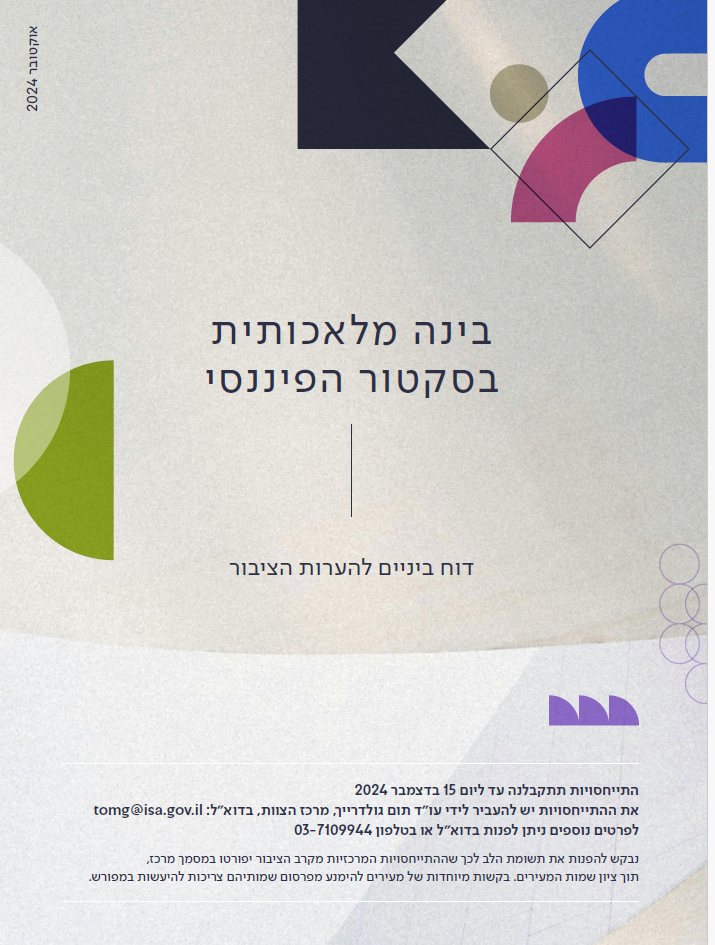 אוקטובר 2024
בינה מלאכותית
בסקטור הפיננסי
דוח ביניים להערות הציבור
התייחסויות תתקבלנה עד ליום 15 בדצמבר 2024
את ההתייחסויות יש להעביר לידי עו״ד תום גולדרייך, מרכז הצוות, בדוא״ל: tomg@isa.gov.il
לפרטים נוספים ניתן לפנות בדוא״ל או בטלפון 03-7109944
נבקש להפנות את תשומת הלב לכך שההתייחסויות המרכזיות מקרב הציבור יפורטו במסמך מרכז,
תוך ציון שמות המעירים. בקשות מיוחדות של מעירים להימנע מפרסום שמותיהם צריכות להיעשות במפורש.